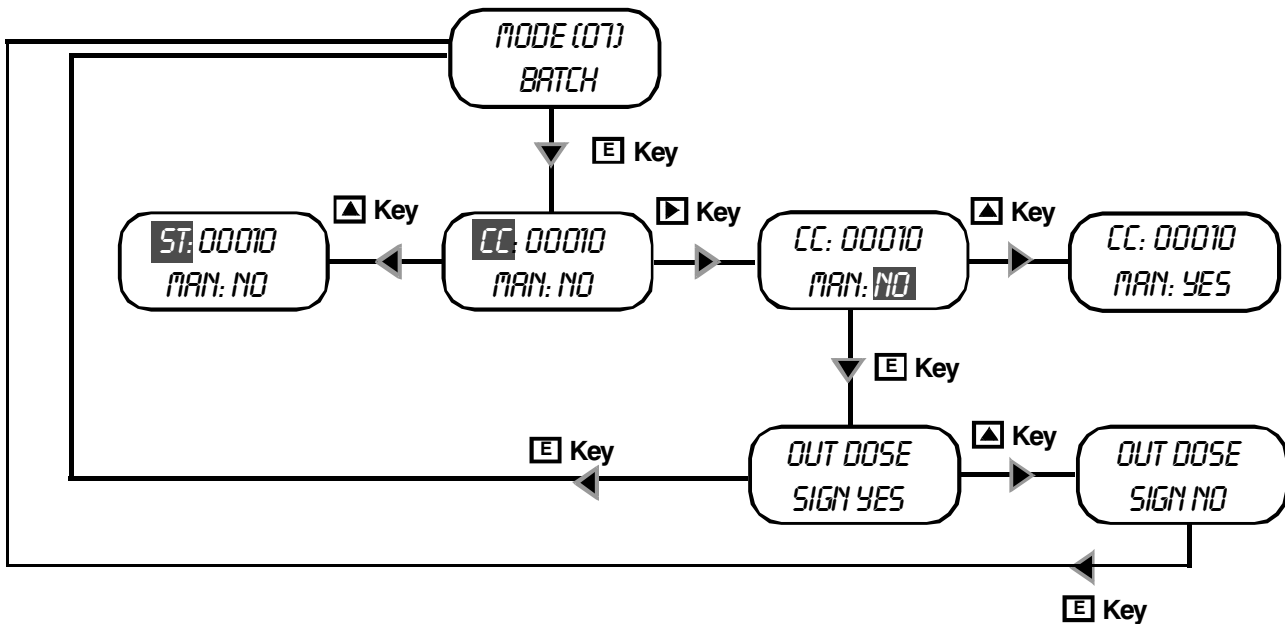 MODE (07)
BATCH
E Key
Key
Key
Key
ST: 00010
MAN: NO
CC: 00010
MAN: NO
CC: 00010
MAN: NO
CC: 00010
MAN: YES
E Key
E Key
Key
OUT DOSE
SIGN YES
OUT DOSE
SIGN NO
E Key